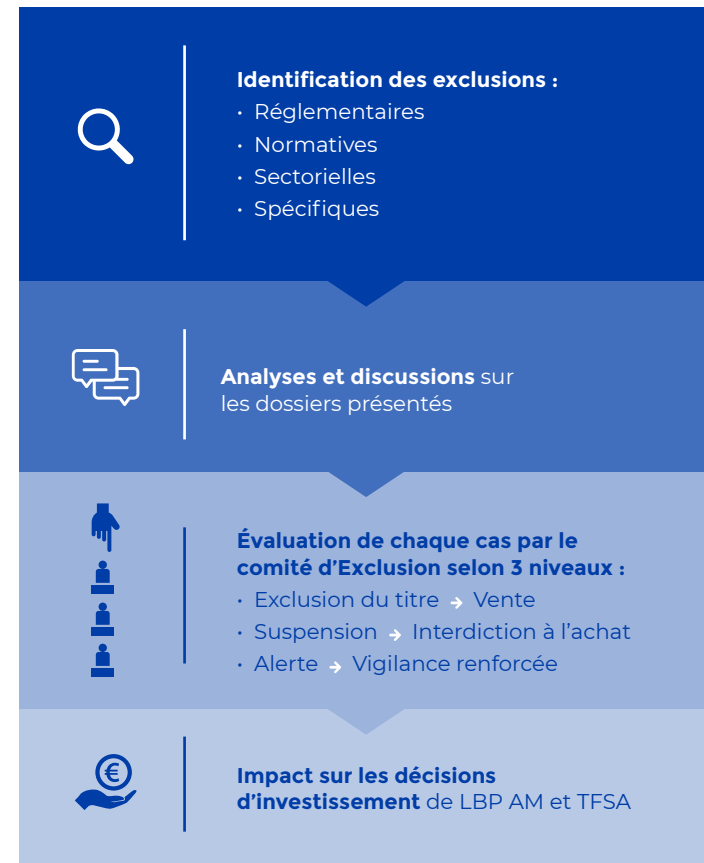 Identification des exclusions :
• Réglementaires
• Normatives
• Sectorielles
• Spécifiques
Analyses et discussions sur
les dossiers présentés
Évaluation de chaque cas par le
comité d’Exclusion selon 3 niveaux :
• Exclusion du titre → Vente
• Suspension → Interdiction à l’achat
• Alerte → Vigilance renforcée
€
Impact sur les décisions
d’investissement de LBP AM et TFSA